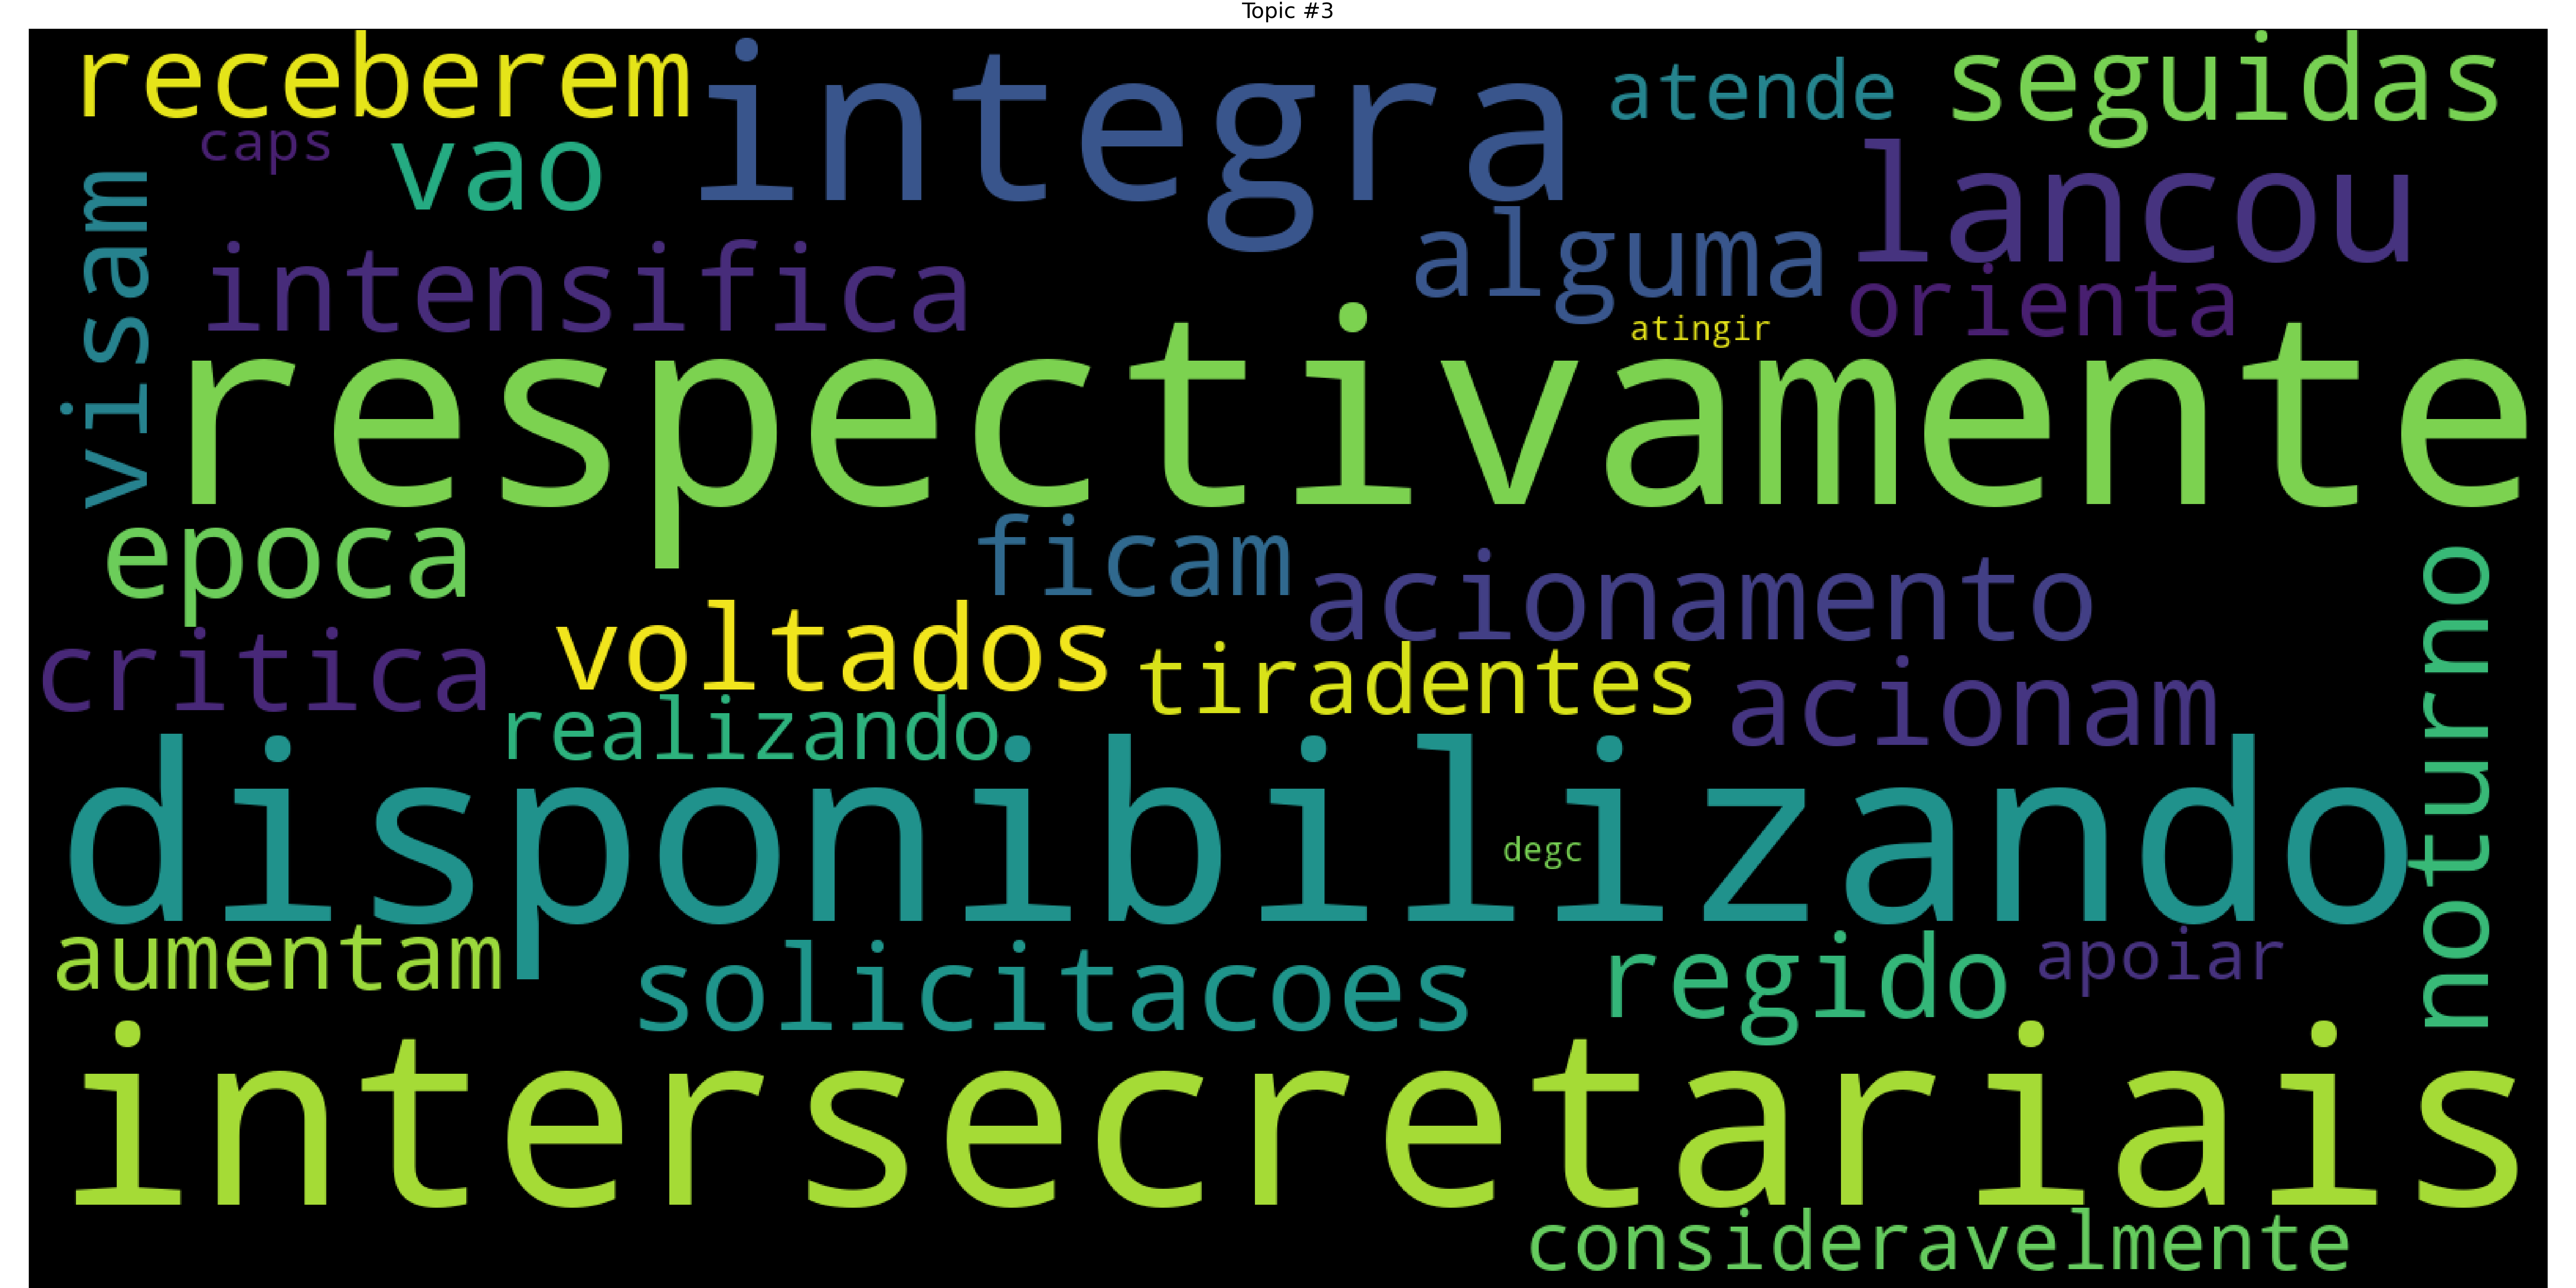 Topic #3
receberem
integra
atende
seguidas
caps
vao
lancou
visam
intensifica
alguma
orienta
atingir
respectivamente
epoca
ficam
acionamento
noturno
critica
voltados
tiradentes
acionam
realizando
disponibilizando
degc
aumentam
solicitacoes
regido
apoiar
intersecretariais
consideravelmente